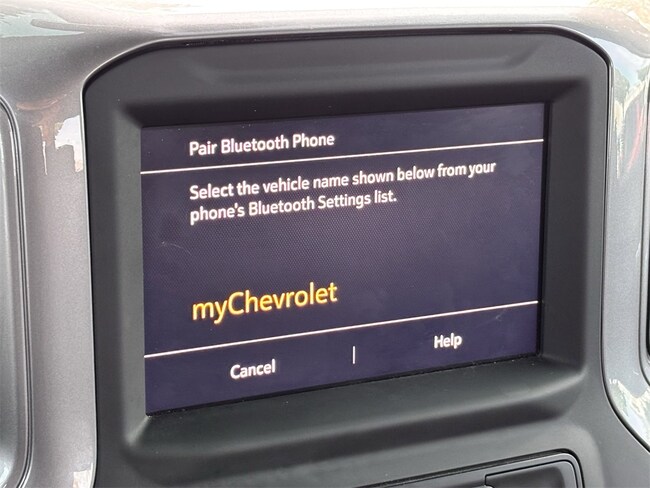 Pair Bluetooth Phone
Select the vehicle name shown below from your
phone's Bluetooth Settings list.
myChevrolet
Cancel | Help